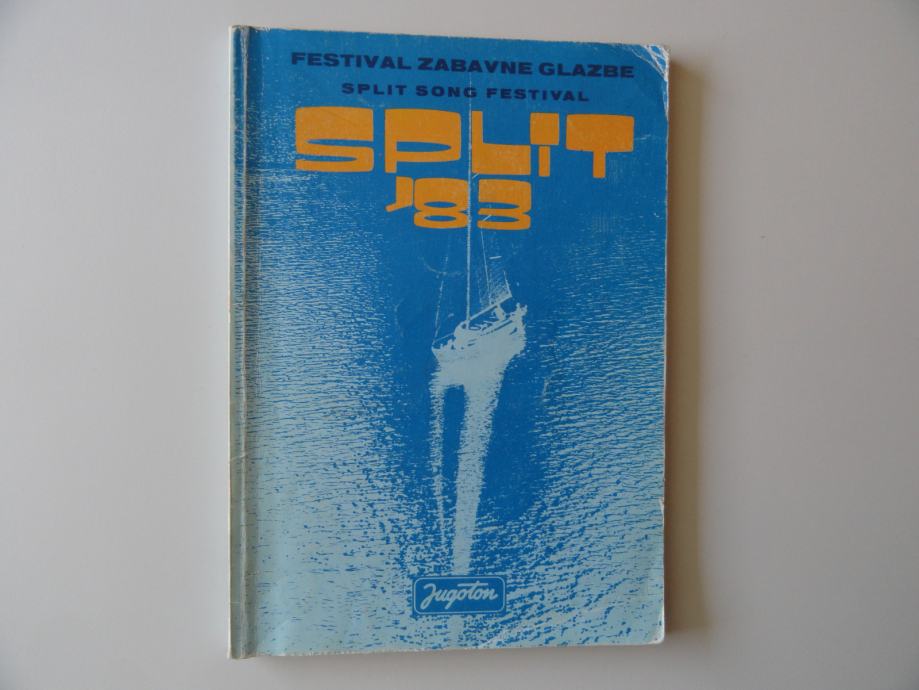 FESTIVAL ZABAVNE GLAZBE
SPLIT SONG FESTIVAL
SPLIT
'83
Jugoton